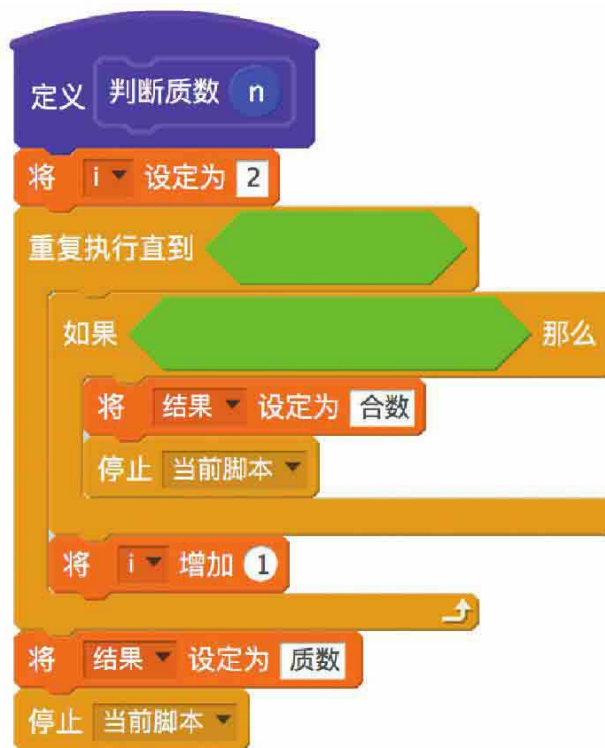 定义 判断质数 n
将 i 设定为 2
重复执行直到
如果 那么
将 结果 设定为 合数
停止 当前脚本
将 i 增加 1
将 结果 设定为 质数
停止 当前脚本